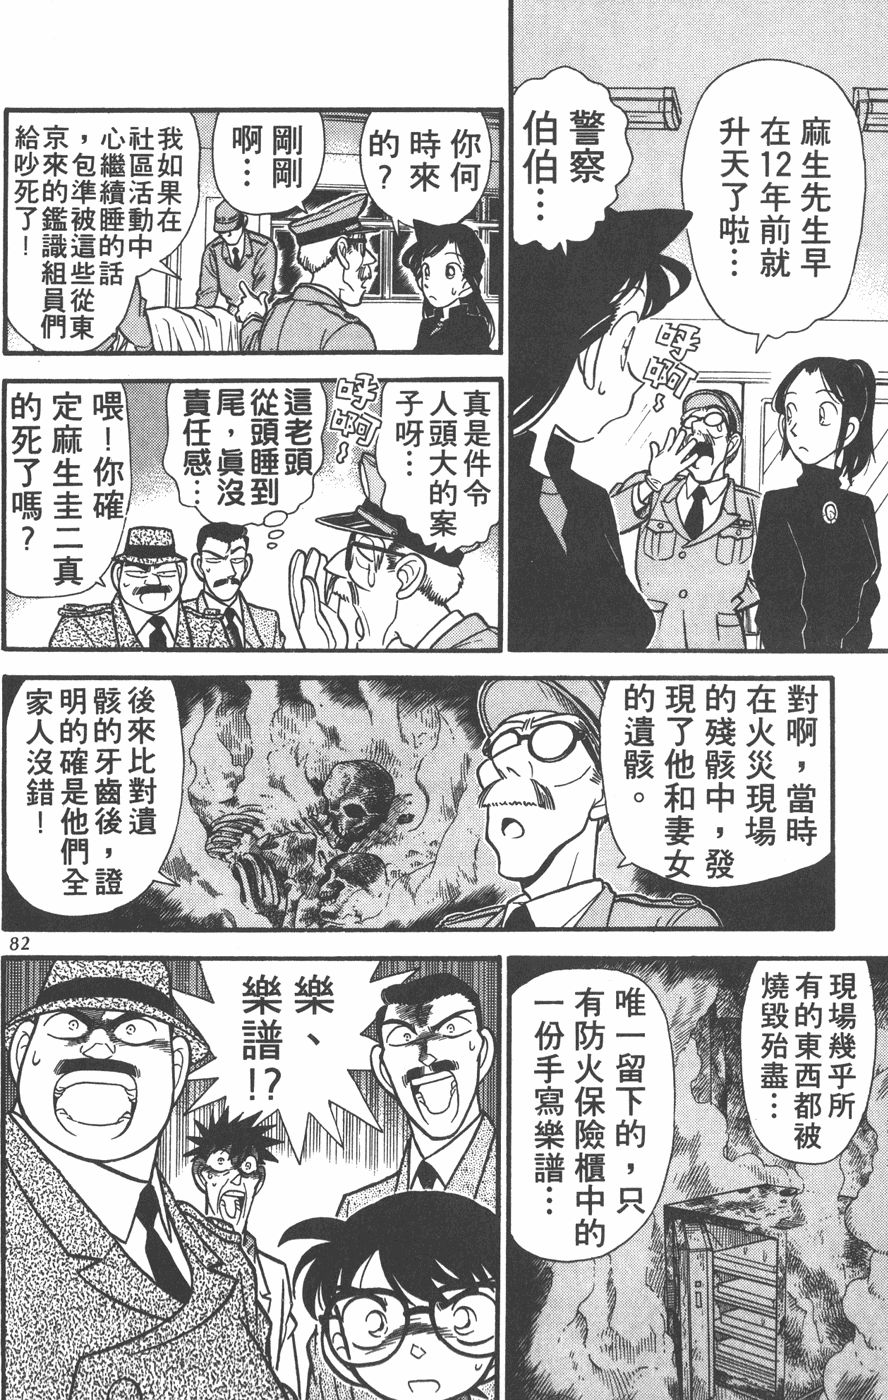 麻生先生早
在12年前就
升天了啦…
警察
伯伯…
呼
啊~
你何
時來
的？
剛剛
啊…
我如果在
社區活動中
心繼續睡的話
，包準被這些從東
京來的鑑識組員們
給吵死了！
真是件令
人頭大的案
子呀…
呼
啊~
這老頭
從頭睡到
尾，真沒
責任感…
喂！你確
定麻生圭二真
的死了嗎？
對啊，當時
在火災現場
的殘骸中，發
現了他和妻女
的遺骸。
後來比對遺
骸的牙齒後，證
明的確是他們全
家人沒錯！
82
現場幾乎所
有的東西都被
燒毀殆盡…
唯一留下的，只
有防火保險櫃中的
一份手寫樂譜…
樂、
樂譜!?